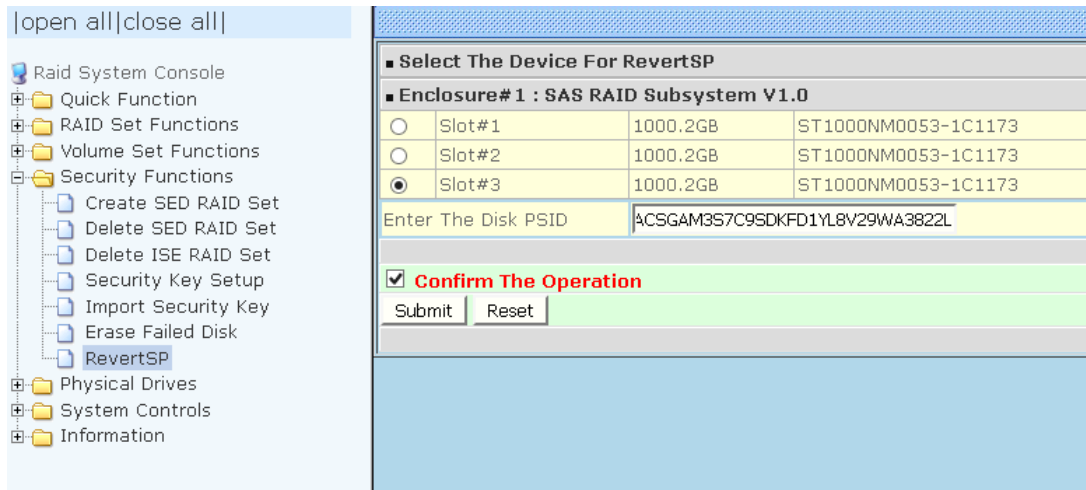 |open all|close all|
Raid System Console
Quick Function
RAID Set Functions
Volume Set Functions
Security Functions
Create SED RAID Set
Delete SED RAID Set
Delete ISE RAID Set
Security Key Setup
Import Security Key
Erase Failed Disk
RevertSP
Physical Drives
System Controls
Information
Select The Device For RevertSP
Enclosure#1 : SAS RAID Subsystem V1.0
Slot#1 1000.2GB ST1000NM0053-1C1173
Slot#2 1000.2GB ST1000NM0053-1C1173
Slot#3 1000.2GB ST1000NM0053-1C1173
Enter The Disk PSID ACSGAM3S7C9SDKFD1YL8V29WA3822L
Confirm The Operation
Submit Reset